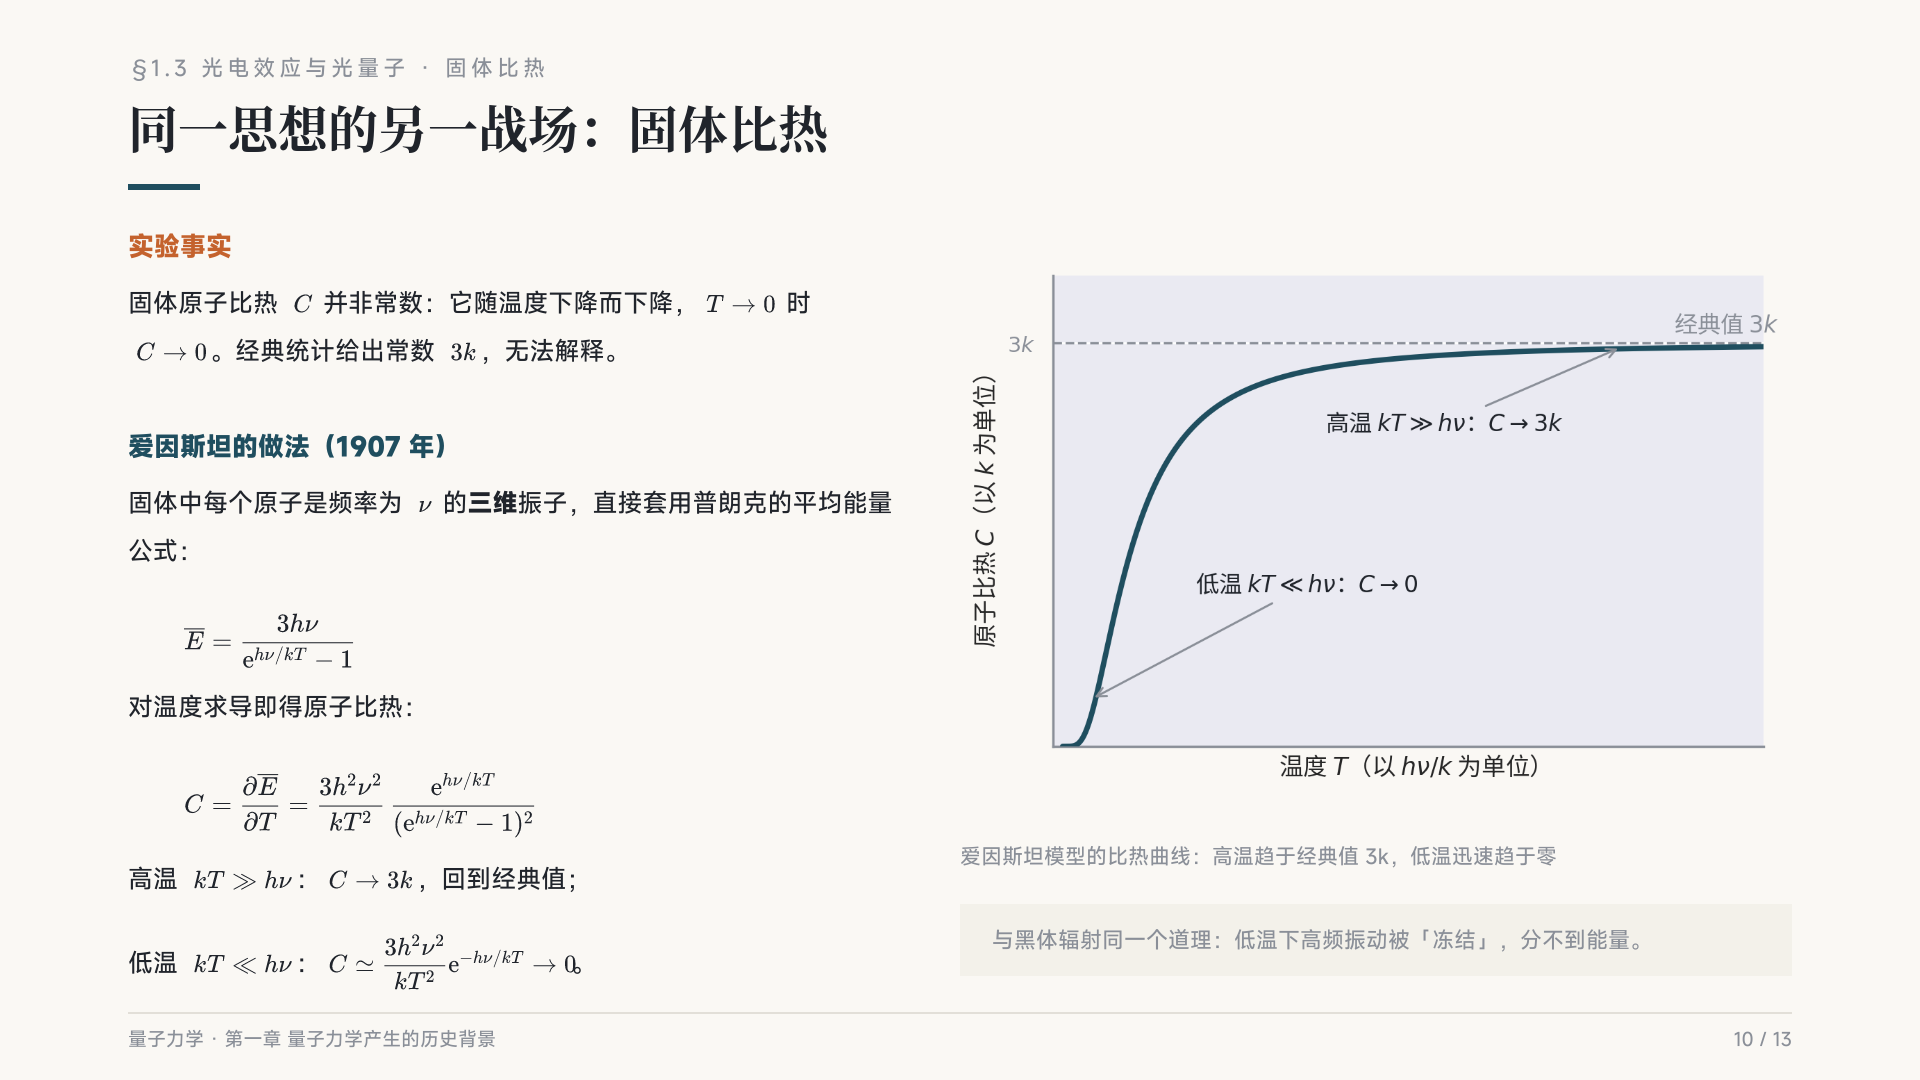 §1.3 光电效应与光量子 · 固体比热
同一思想的另一战场：固体比热
实验事实
固体原子比热 C 并非常数：它随温度下降而下降，T → 0 时
C → 0。经典统计给出常数 3k，无法解释。
爱因斯坦的做法（1907 年）
固体中每个原子是频率为 ν 的三维振子，直接套用普朗克的平均能量
公式：
E̅ = 3hν / (e^{hν/kT} − 1)
对温度求导即得原子比热：
C = ∂E̅/∂T = (3h²ν²/kT²) e^{hν/kT} / (e^{hν/kT} − 1)²
高温 kT ≫ hν：C → 3k，回到经典值；
低温 kT ≪ hν：C ≃ (3h²ν²/kT²) e^{−hν/kT} → 0。
经典值 3k
3k
高温 kT ≫ hν：C → 3k
低温 kT ≪ hν：C → 0
原子比热 C（以 k 为单位）
温度 T（以 hν/k 为单位）
爱因斯坦模型的比热曲线：高温趋于经典值 3k，低温迅速趋于零
与黑体辐射同一个道理：低温下高频振动被「冻结」，分不到能量。
量子力学 · 第一章 量子力学产生的历史背景
10 / 13